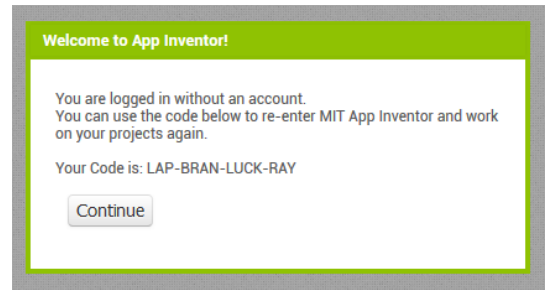 Welcome to App Inventor!
You are logged in without an account.
You can use the code below to re-enter MIT App Inventor and work
on your projects again.
Your Code is: LAP-BRAN-LUCK-RAY
Continue